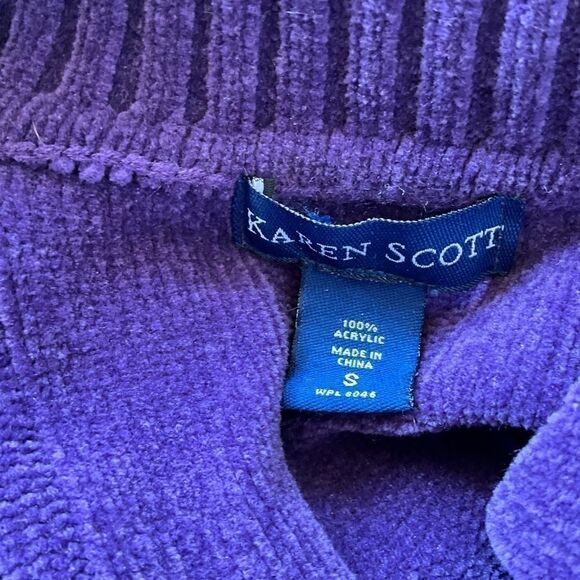 KAREN SCOTT
100%
ACRYLIC
MADE IN
CHINA
S
WPL 6046